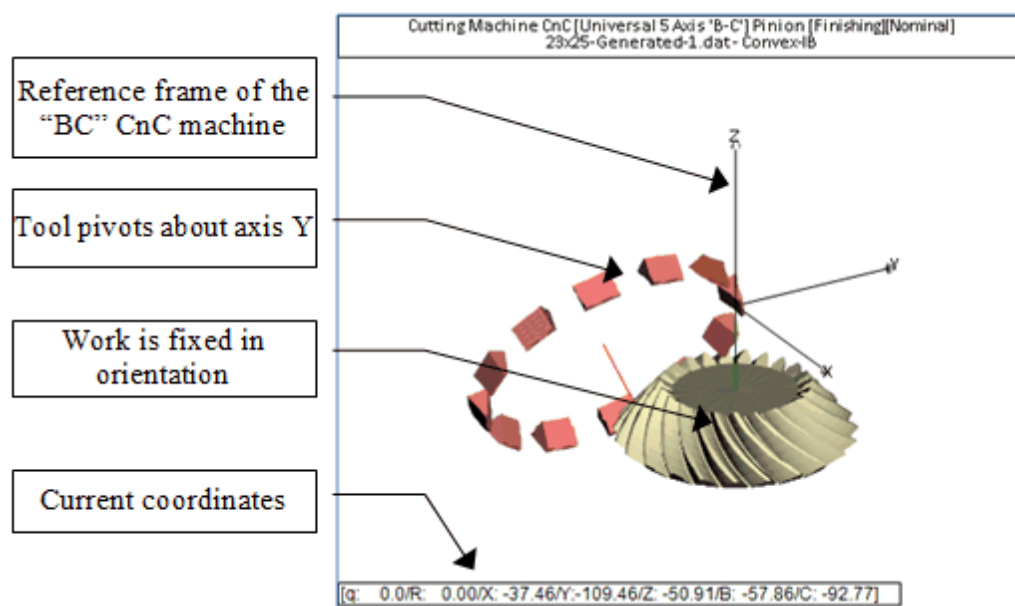 Cutting Machine CnC [Universal 5 Axis "B-C"] Pinion [Finishing][Nominal]
23x25-Generated-1.dat - Convex-IB
Reference frame of the
“BC” CnC machine
Z
Tool pivots about axis Y
Y
Work is fixed in
orientation
X
Current coordinates
[q: 0.0/R: 0.00/X: -37.46/Y:-109.46/Z: -50.91/B: -57.86/C: -92.77]